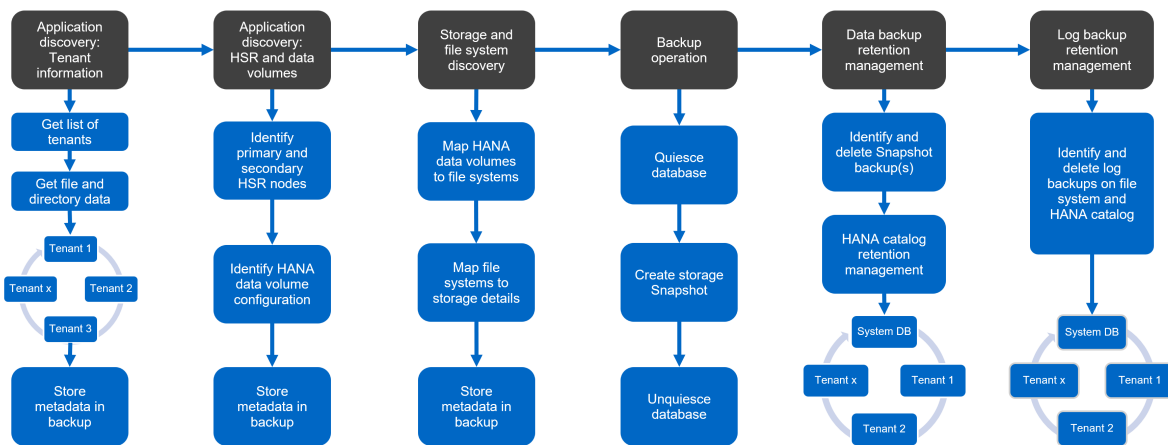 Application
discovery:
Tenant
information
Application
discovery:
HSR and data
volumes
Storage and
file system
discovery
Backup
operation
Data backup
retention
management
Log backup
retention
management
Get list of
tenants
Get file and
directory data
Tenant 1
Tenant x
Tenant 2
Tenant 3
Store
metadata in
backup
Identify
primary and
secondary
HSR nodes
Identify HANA
data volume
configuration
Store
metadata in
backup
Map HANA
data volumes
to file systems
Map file
systems to
storage details
Store
metadata in
backup
Quiesce
database
Create storage
Snapshot
Unquiesce
database
Identify and
delete Snapshot
backup(s)
HANA catalog
retention
management
System DB
Tenant x
Tenant 1
Tenant 2
Identify and
delete log
backups on file
system and
HANA catalog
System DB
Tenant x
Tenant 1
Tenant 2